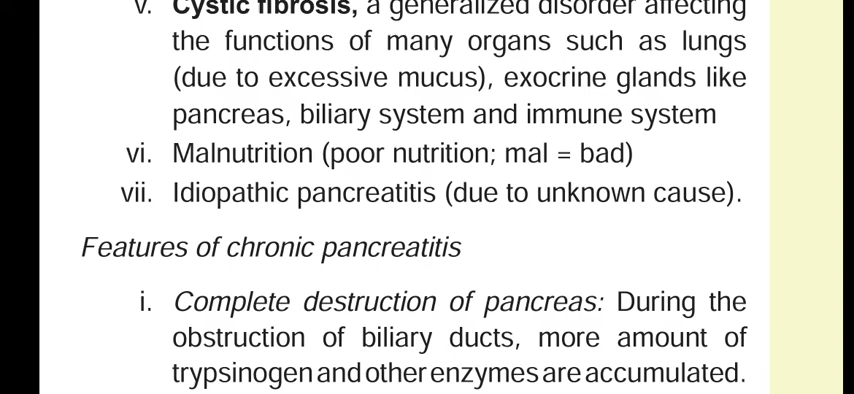 v. Cystic fibrosis, a generalized disorder affecting
the functions of many organs such as lungs
(due to excessive mucus), exocrine glands like
pancreas, biliary system and immune system
vi. Malnutrition (poor nutrition; mal = bad)
vii. Idiopathic pancreatitis (due to unknown cause).
Features of chronic pancreatitis
i. Complete destruction of pancreas: During the
obstruction of biliary ducts, more amount of
trypsinogen and other enzymes are accumulated.